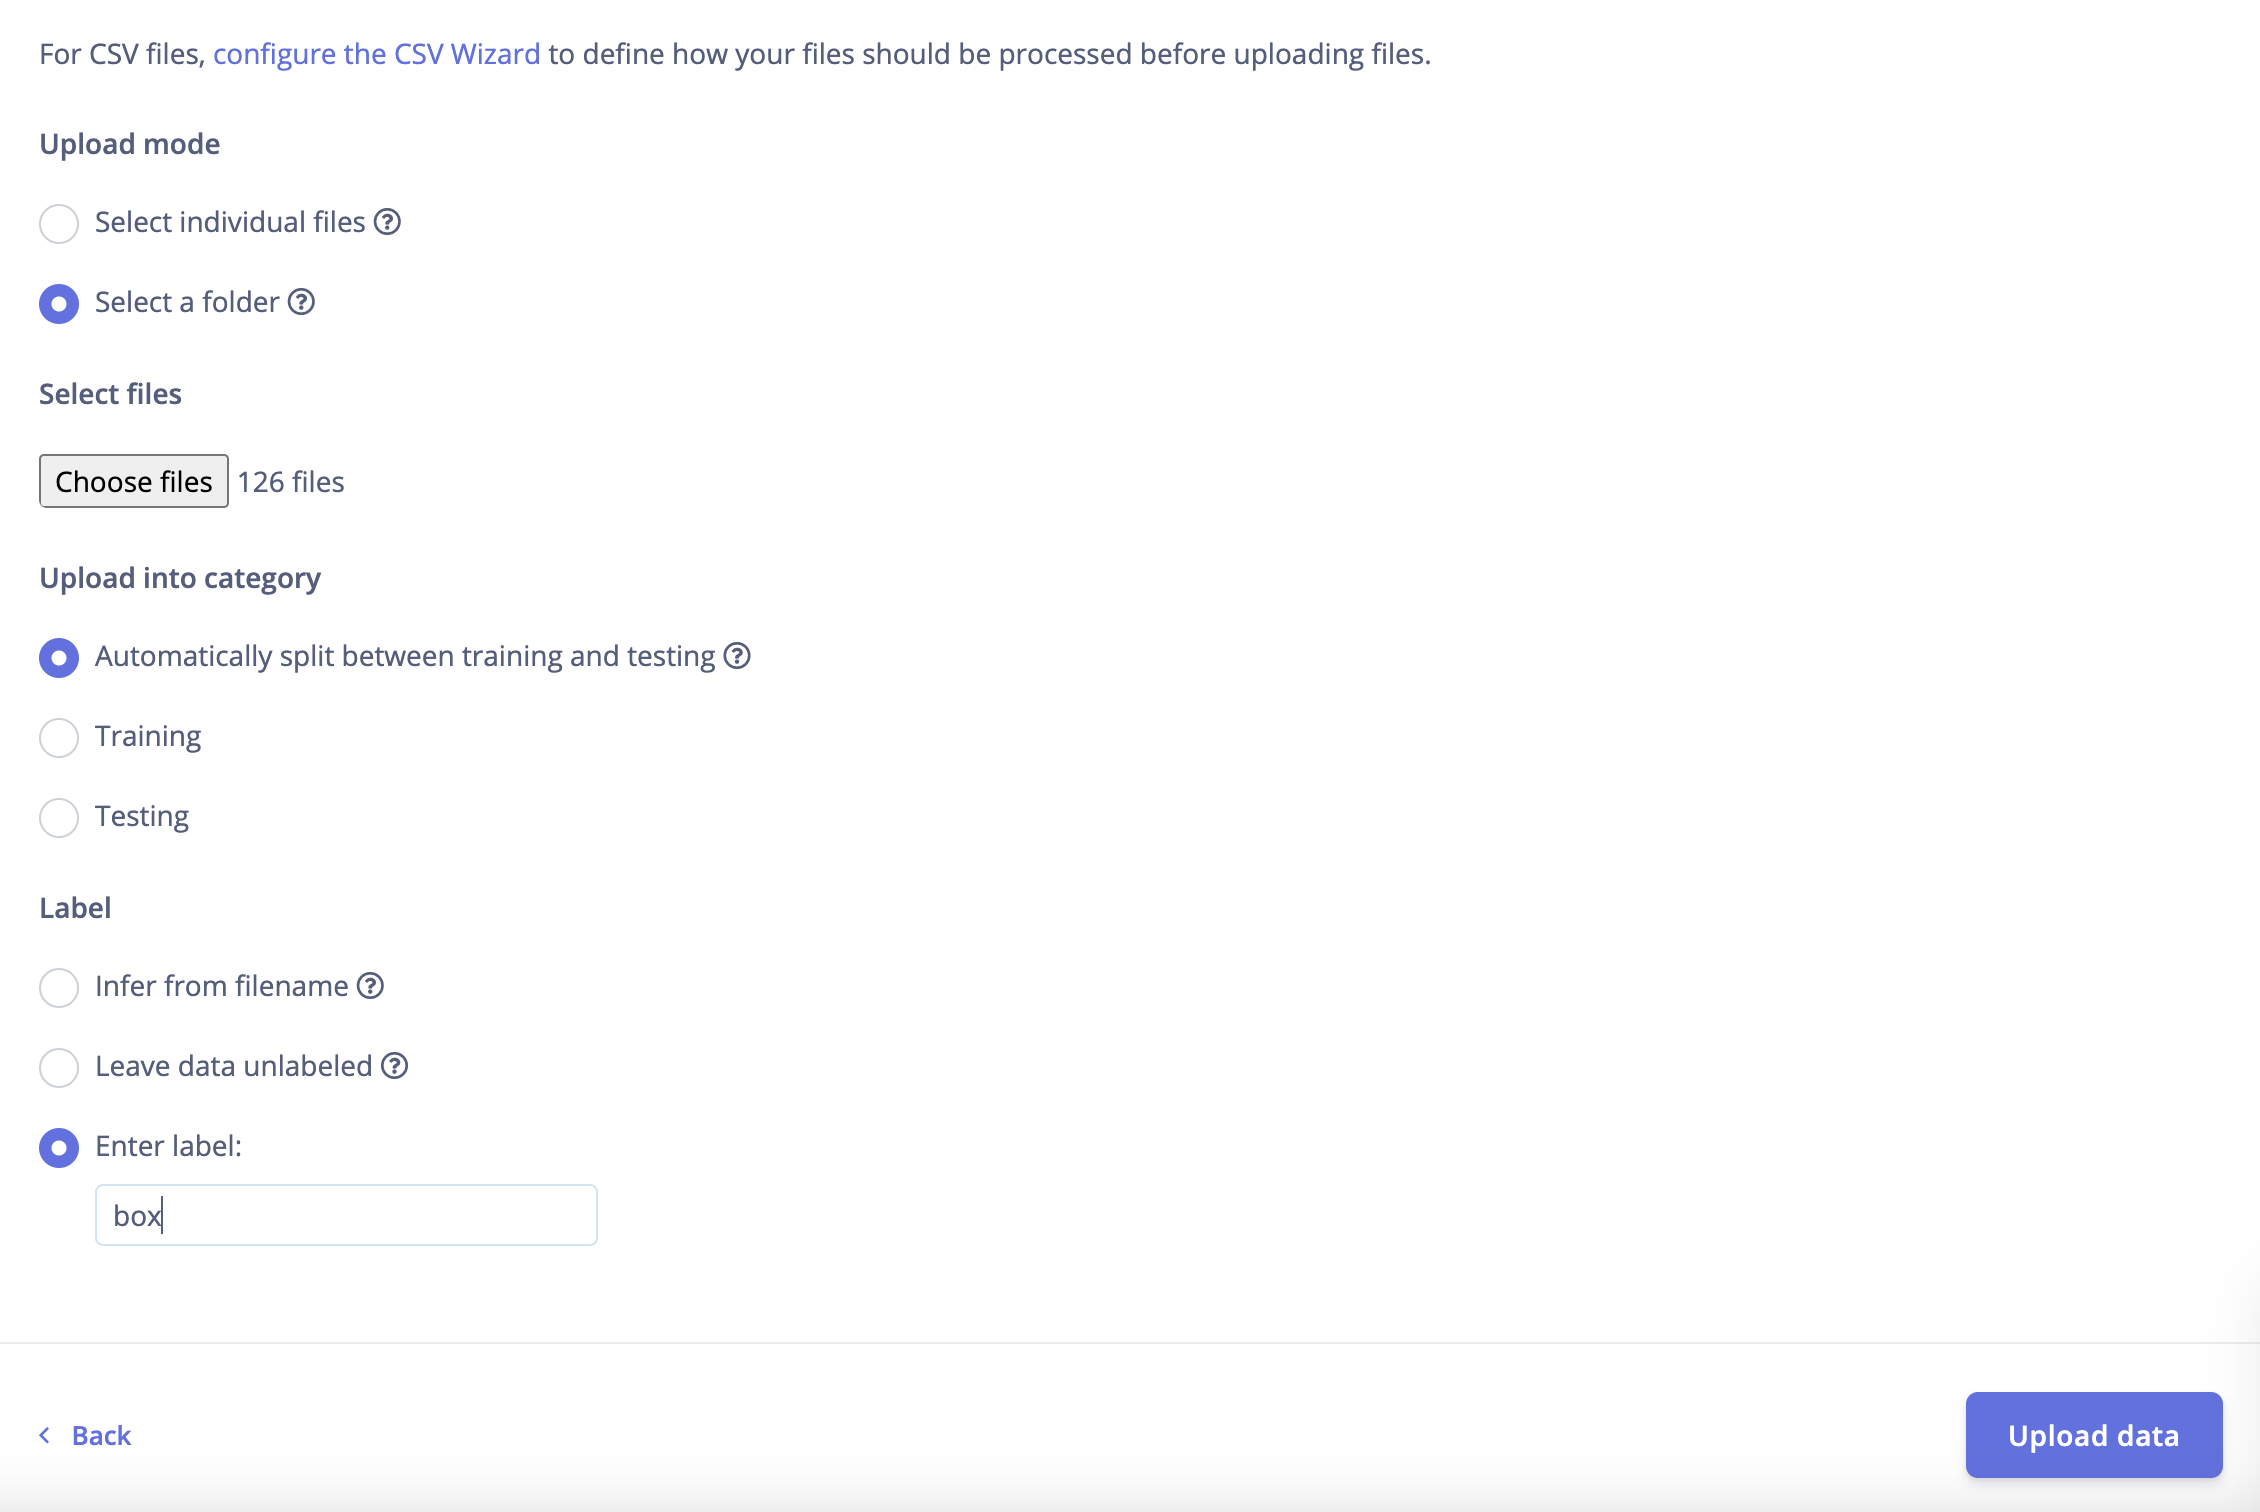 For CSV files, configure the CSV Wizard to define how your files should be processed before uploading files.
Upload mode
Select individual files
Select a folder
Select files
Choose files 126 files
Upload into category
Automatically split between training and testing
Training
Testing
Label
Infer from filename
Leave data unlabeled
Enter label:
box
Back
Upload data